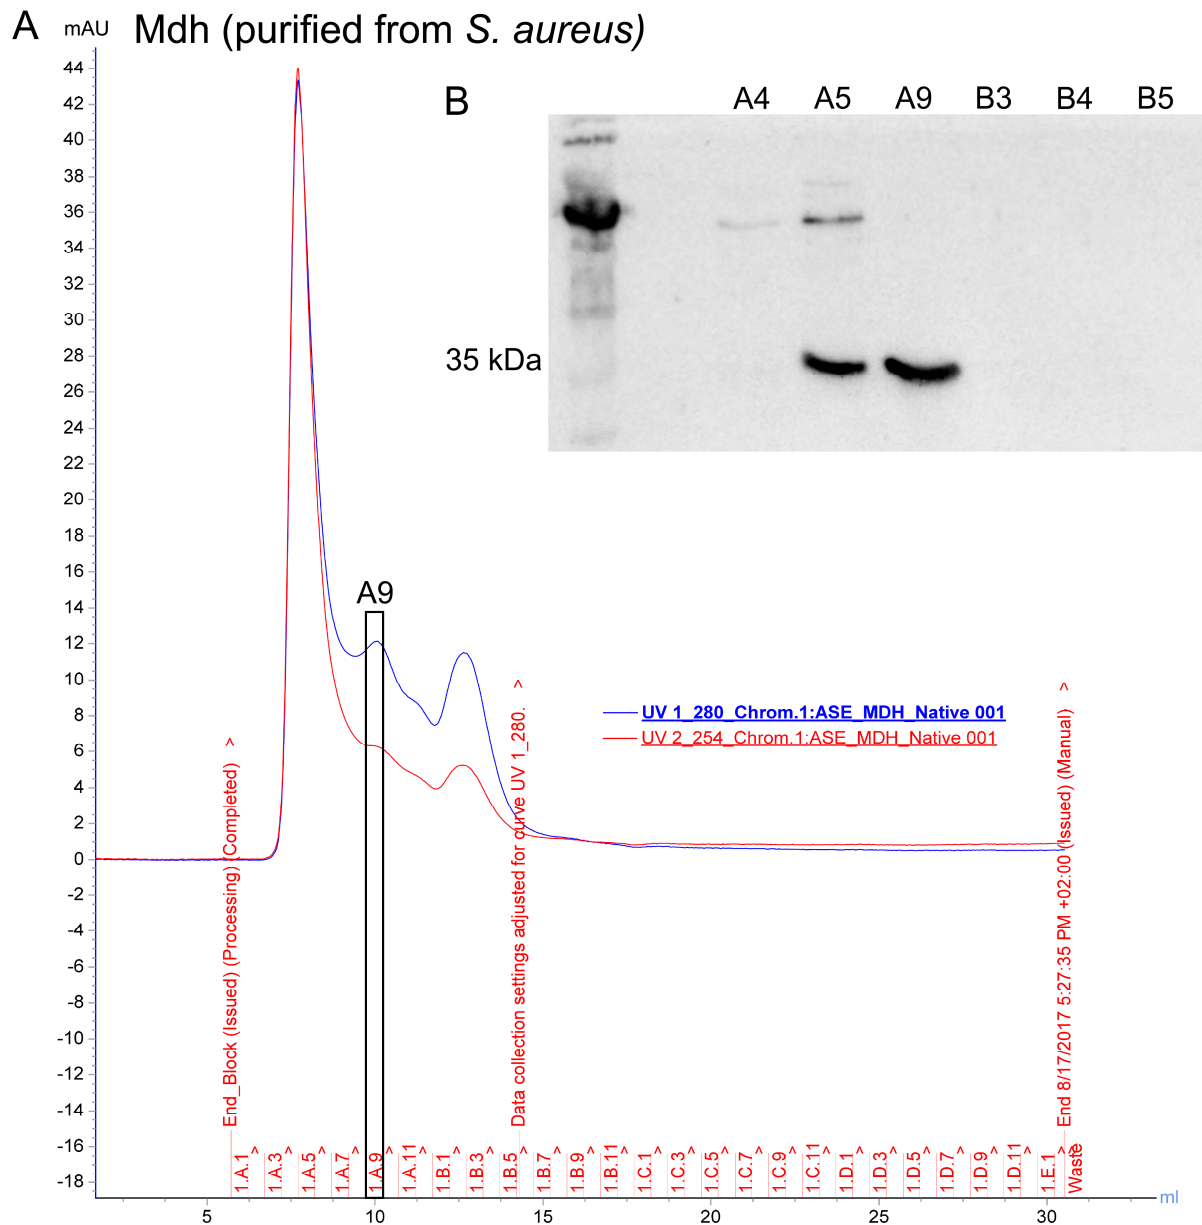 A
mAU
Mdh (purified from S. aureus)
B
A4 A5 A9 B3 B4 B5
35 kDa
44
42
40
38
36
34
32
30
28
26
24
22
20
18
16
14
12
10
8
6
4
2
0
-2
-4
-6
-8
-10
-12
-14
-16
-18
A9
UV 1_280_Chrom.1:ASE_MDH_Native 001
UV 2_254_Chrom.1:ASE_MDH_Native 001
End_Block (Issued) (Processing) (Completed) >
Data collection settings adjusted for curve UV 1_280. >
End 8/17/2017 5:27:35 PM +02:00 (Issued) (Manual) >
1.A.1 >
1.A.3 >
1.A.5 >
1.A.7 >
1.A.9 >
1.A.11 >
1.B.1 >
1.B.3 >
1.B.5 >
1.B.7 >
1.B.9 >
1.B.11 >
1.C.1 >
1.C.3 >
1.C.5 >
1.C.7 >
1.C.9 >
1.C.11 >
1.D.1 >
1.D.3 >
1.D.5 >
1.D.7 >
1.D.9 >
1.D.11 >
1.E.1 >
Waste >
5 10 15 20 25 30 ml